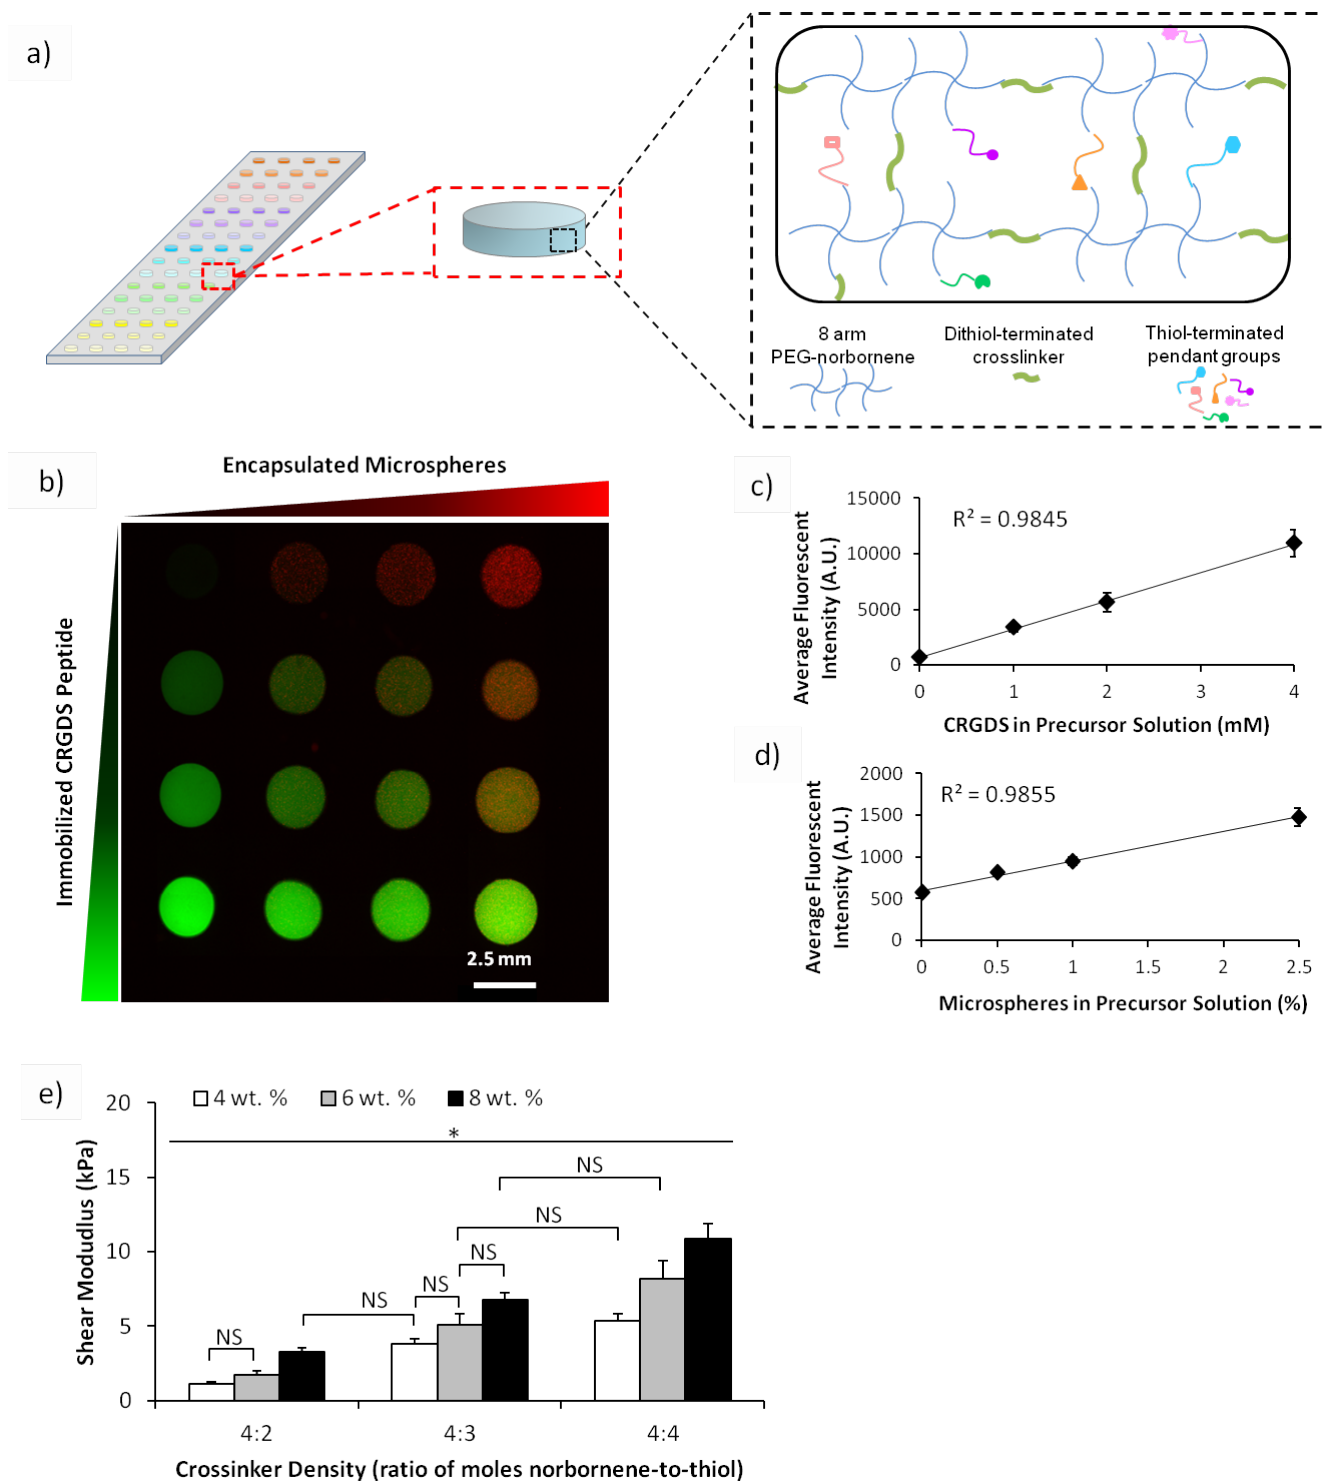 a)
8 arm
PEG-norbornene
Dithiol-terminated
crosslinker
Thiol-terminated
pendant groups
b)
Encapsulated Microspheres
Immobilized CRGDS Peptide
2.5 mm
c)
Average Fluorescent
Intensity (A.U.)
15000
10000
5000
0
R² = 0.9845
0 1 2 3 4
CRGDS in Precursor Solution (mM)
d)
Average Fluorescent
Intensity (A.U.)
2000
1500
1000
500
0
R² = 0.9855
0 0.5 1 1.5 2 2.5
Microspheres in Precursor Solution (%)
e)
4 wt. % 6 wt. % 8 wt. %
Shear Modudlus (kPa)
20
15
10
5
0
*
NS
NS
NS
NS
NS
NS
4:2 4:3 4:4
Crossinker Density (ratio of moles norbornene-to-thiol)